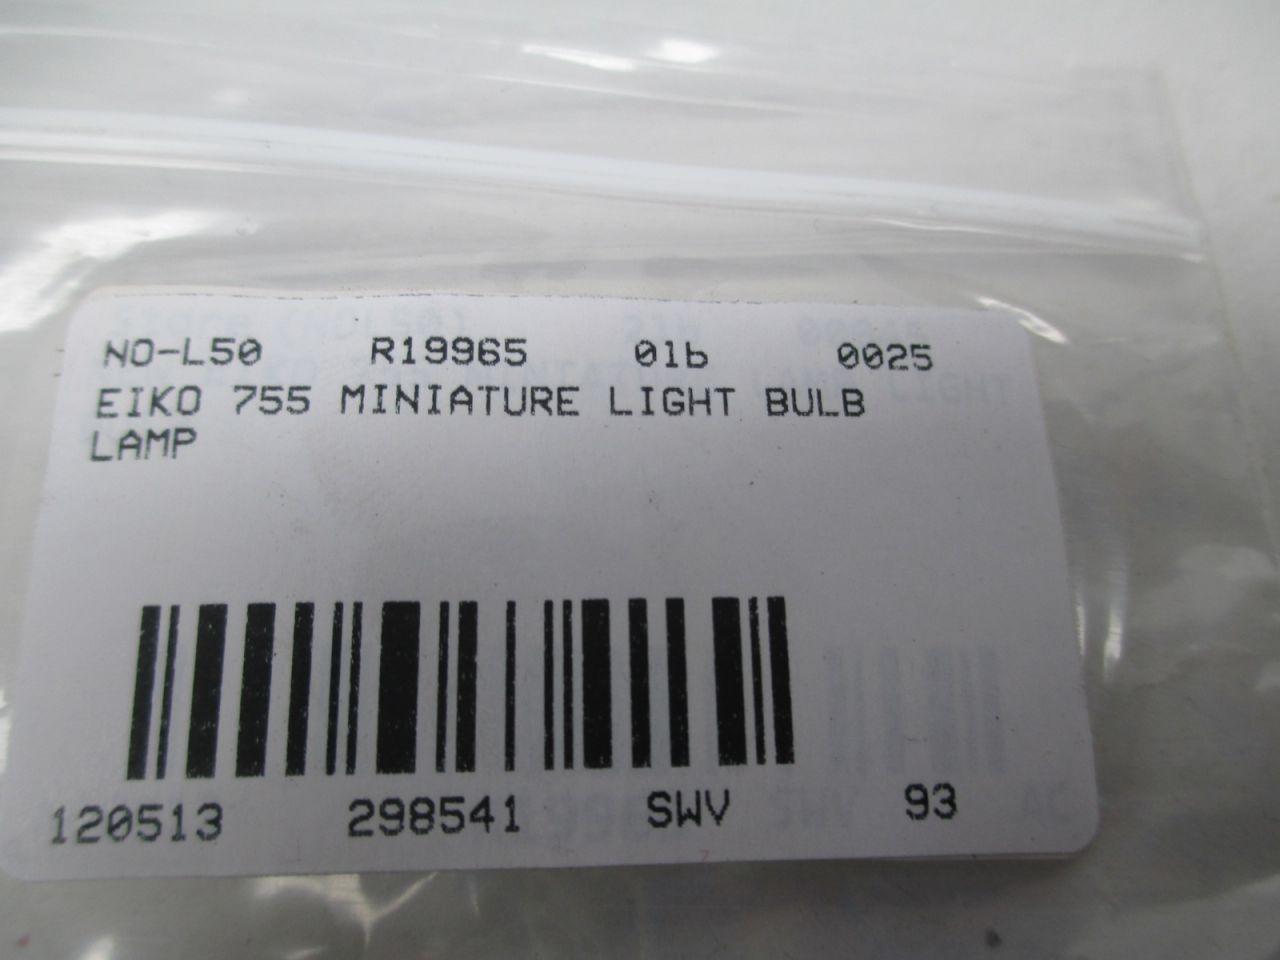 NO-L50 R19965 01b 0025
EIKO 755 MINIATURE LIGHT BULB
LAMP
120513 298541 SWV 93